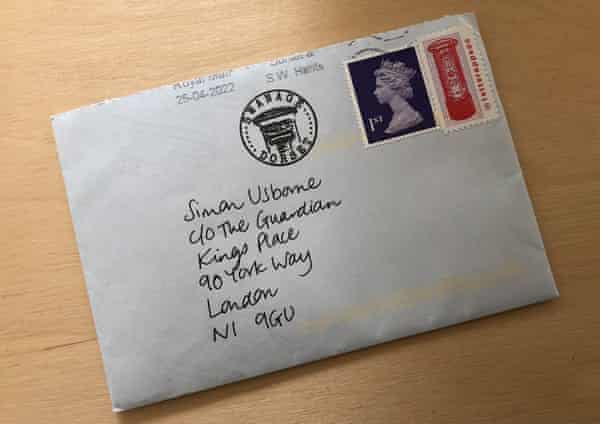 Royal Mail
25-04-2022
S.W. Hants
SWANAGE
DORSET
1ST
Simon Usborne
c/o The Guardian
Kings Place
90 York Way
London
N1 9GU